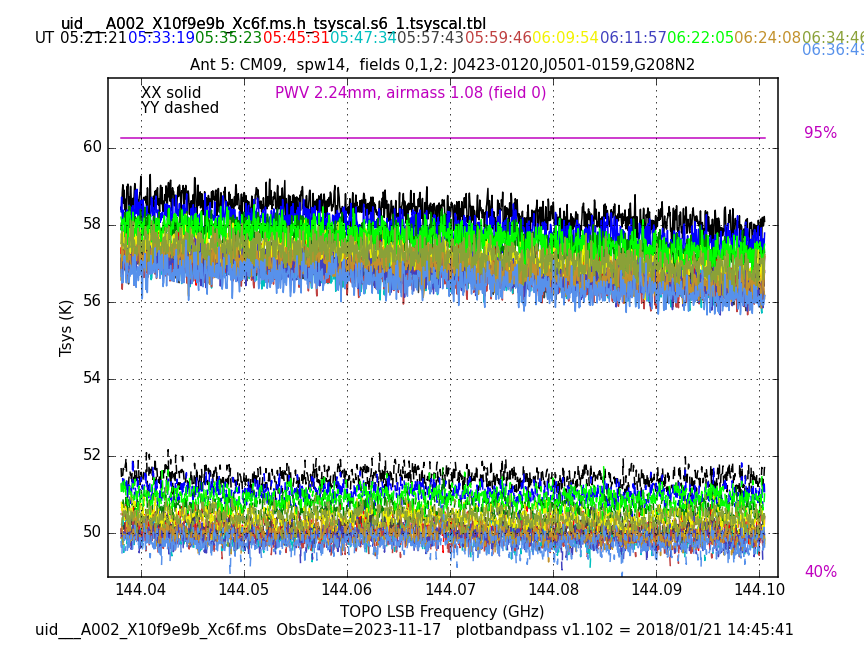 uid___A002_X10f9e9b_Xc6f.ms.h_tsyscal.s6_1.tsyscal.tbl
UT 05:21:21 05:33:19 05:35:23 05:45:31 05:47:34 05:57:43 05:59:46 06:09:54 06:11:57 06:22:05 06:24:08 06:34:46
06:36:49
Ant 5: CM09, spw14, fields 0,1,2: J0423-0120,J0501-0159,G208N2
XX solid PWV 2.24mm, airmass 1.08 (field 0)
YY dashed
95%
60
58
56
54
52
50
40%
Tsys (K)
144.04 144.05 144.06 144.07 144.08 144.09 144.10
TOPO LSB Frequency (GHz)
uid___A002_X10f9e9b_Xc6f.ms ObsDate=2023-11-17 plotbandpass v1.102 = 2018/01/21 14:45:41